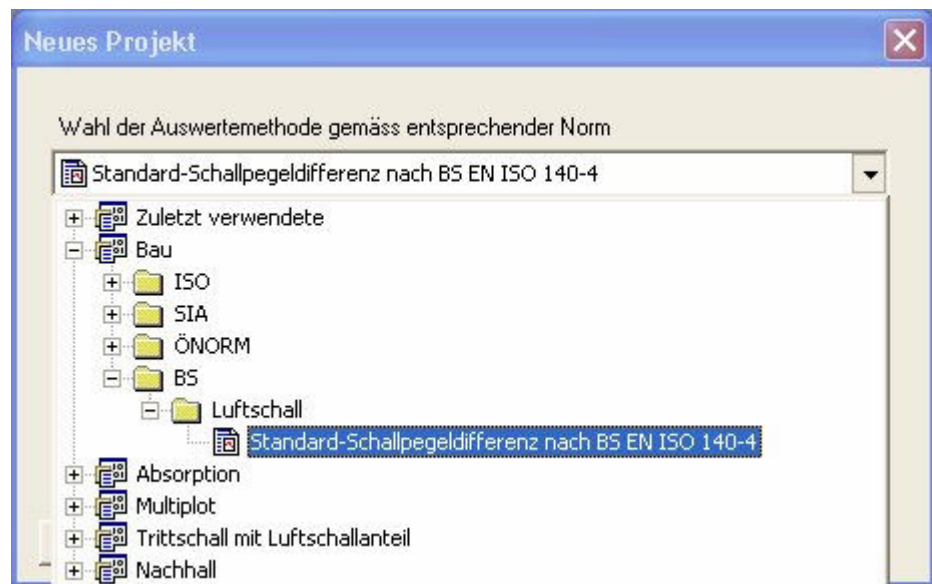 Neues Projekt
Wahl der Auswertemethode gemäss entsprechender Norm
Standard-Schallpegeldifferenz nach BS EN ISO 140-4
Zuletzt verwendete
Bau
ISO
SIA
ÖNORM
BS
Luftschall
Standard-Schallpegeldifferenz nach BS EN ISO 140-4
Absorption
Multiplot
Trittschall mit Luftschallanteil
Nachhall